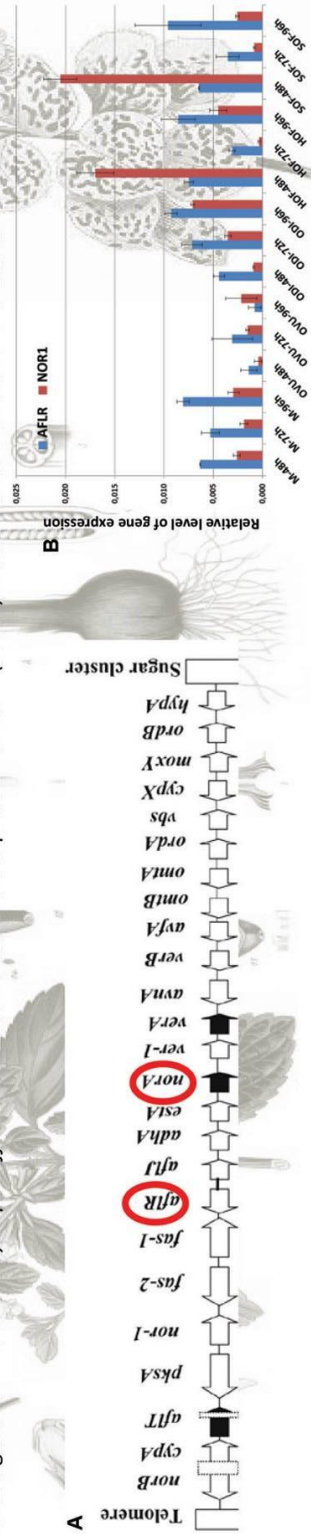 A
Telomere
norB
cypA
aflT
pksA
nor-1
fas-2
fas-1
aflR
aflJ
adhA
estA
norA
ver-1
verA
avnA
verB
avfA
omtB
omtA
ordA
vbs
cypX
moxY
ordB
hypA
Sugar cluster
B
AFLR NOR1
Relative level of gene expression
0,025
0,020
0,015
0,010
0,005
0,000
M-48h
M-72h
M-96h
OVU-48h
OVU-72h
OVU-96h
ODI-48h
ODI-72h
ODI-96h
HOF-48h
HOF-72h
HOF-96h
SOF-48h
SOF-72h
SOF-96h